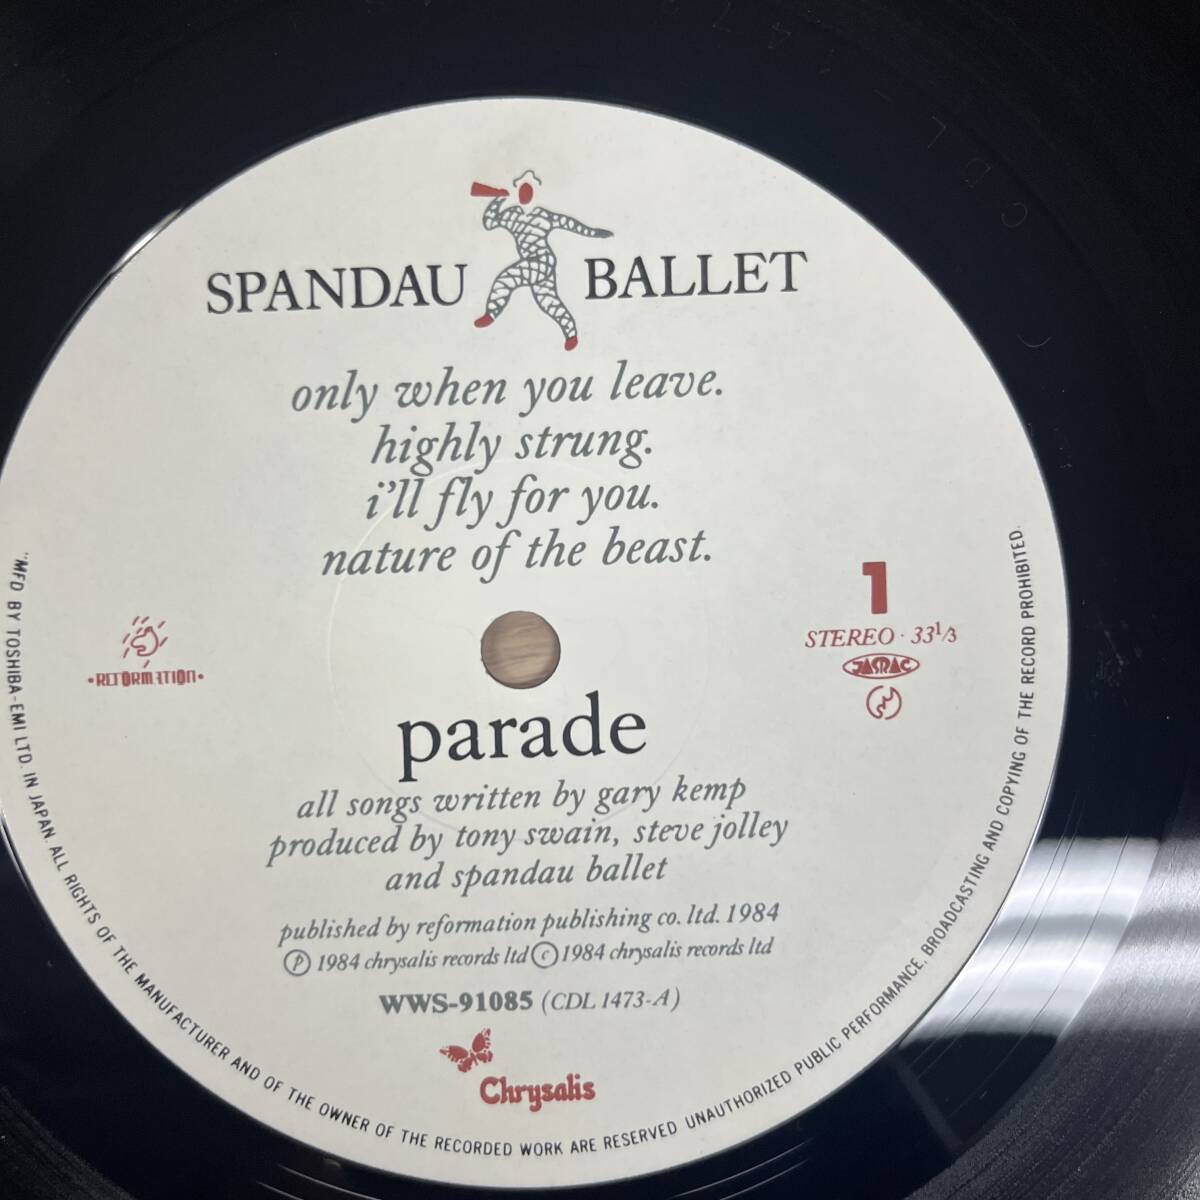 SPANDAU BALLET
only when you leave.
highly strung.
i'll fly for you.
nature of the beast.
1
STEREO · 33 1/3
JASRAC
•REFORMATION•
parade
all songs written by gary kemp
produced by tony swain, steve jolley
and spandau ballet
published by reformation publishing co. ltd. 1984
Ⓟ 1984 chrysalis records ltd © 1984 chrysalis records ltd
WWS-91085 (CDL 1473-A)
Chrysalis
"MFD BY TOSHIBA-EMI LTD. IN JAPAN. ALL RIGHTS OF THE MANUFACTURER AND OF THE OWNER OF THE RECORDED WORK ARE RESERVED UNAUTHORIZED PUBLIC PERFORMANCE, BROADCASTING AND COPYING OF THE RECORD PROHIBITED.